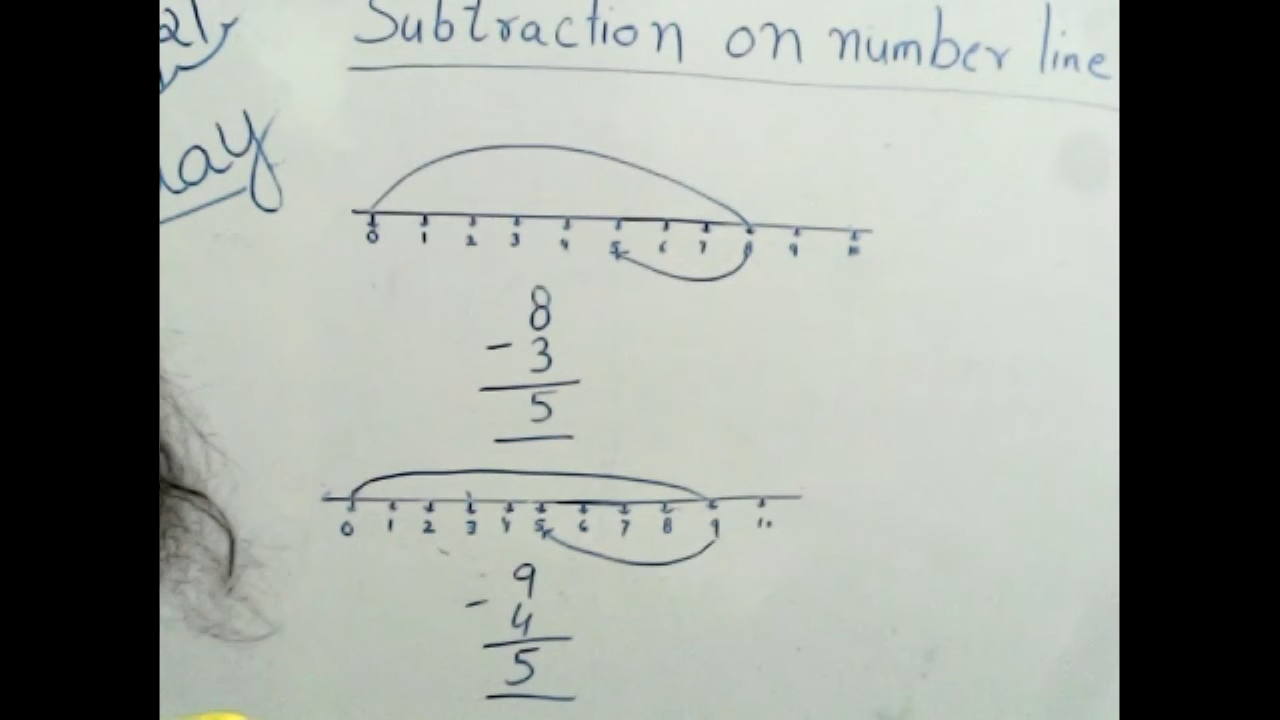 Subtraction on number line
0 1 2 3 4 5 6 7 8 9 10
8
- 3
5
0 1 2 3 4 5 6 7 8 9 10
9
- 4
5